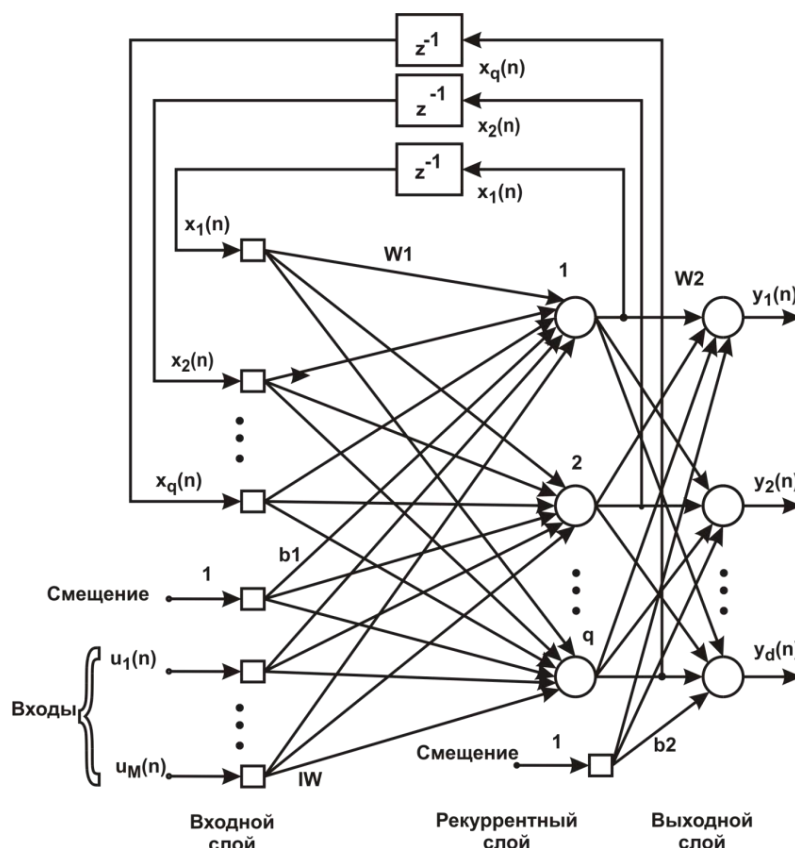 z-1
xq(n)
z-1
x2(n)
z-1
x1(n)
x1(n)
W1
1
W2
y1(n)
x2(n)
xq(n)
2
y2(n)
b1
Смещение
1
q
u1(n)
yd(n)
Входы
Смещение
1
b2
uM(n)
IW
Входной
слой
Рекуррентный
слой
Выходной
слой